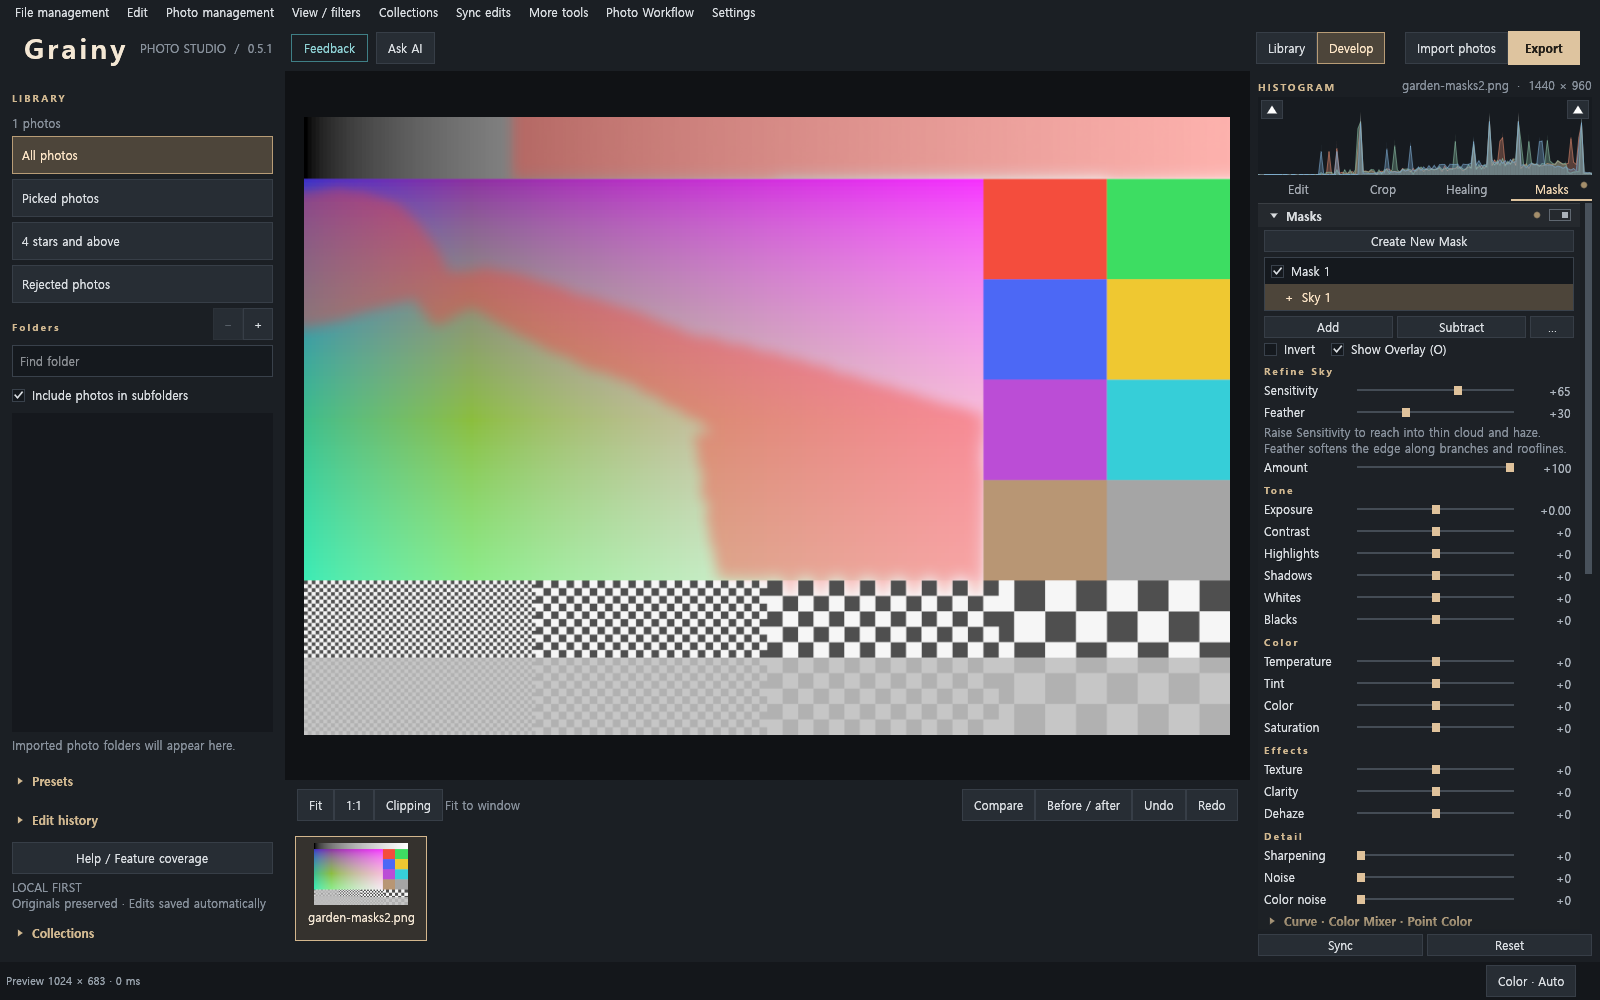 File management Edit Photo management View / filters Collections Sync edits More tools Photo Workflow Settings
Grainy PHOTO STUDIO / 0.5.1 Feedback Ask AI Library Develop Import photos Export
LIBRARY
1 photos
All photos
Picked photos
4 stars and above
Rejected photos
Folders − +
Find folder
Include photos in subfolders
Imported photo folders will appear here.
Presets
Edit history
Help / Feature coverage
LOCAL FIRST
Originals preserved · Edits saved automatically
Collections
Fit 1:1 Clipping Fit to window Compare Before / after Undo Redo
garden-masks2.png
HISTOGRAM garden-masks2.png · 1440 × 960
Edit Crop Healing Masks
Masks
Create New Mask
Mask 1
+ Sky 1
Add Subtract ...
Invert Show Overlay (O)
Refine Sky
Sensitivity +65
Feather +30
Raise Sensitivity to reach into thin cloud and haze.
Feather softens the edge along branches and rooflines.
Amount +100
Tone
Exposure +0.00
Contrast +0
Highlights +0
Shadows +0
Whites +0
Blacks +0
Color
Temperature +0
Tint +0
Color +0
Saturation +0
Effects
Texture +0
Clarity +0
Dehaze +0
Detail
Sharpening +0
Noise +0
Color noise +0
Curve · Color Mixer · Point Color
Sync Reset
Preview 1024 × 683 · 0 ms Color · Auto